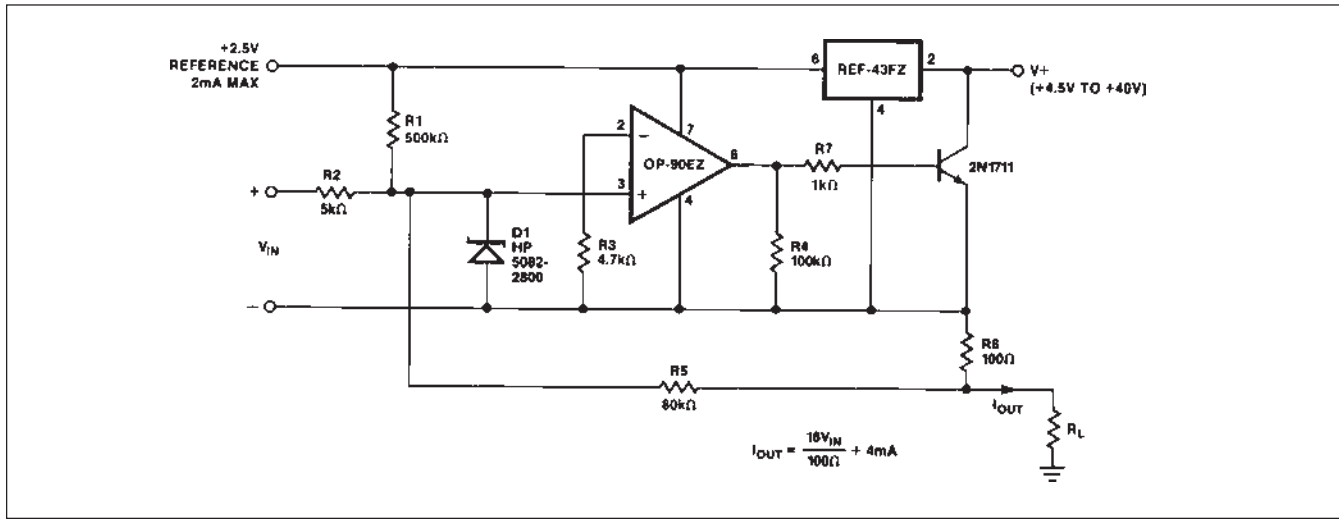 +2.5V
REFERENCE
2mA MAX
R1
500kΩ
R2
5kΩ
+
VIN
−
D1
HP
5082-
2800
2
−
3
+
7
OP-90EZ
4
6
R3
4.7kΩ
R7
1kΩ
R4
100kΩ
6
REF-43FZ
2
4
V+
(+4.5V TO +40V)
2N1711
R6
100Ω
R5
80kΩ
IOUT
RL
IOUT = 16VIN / 100Ω + 4mA